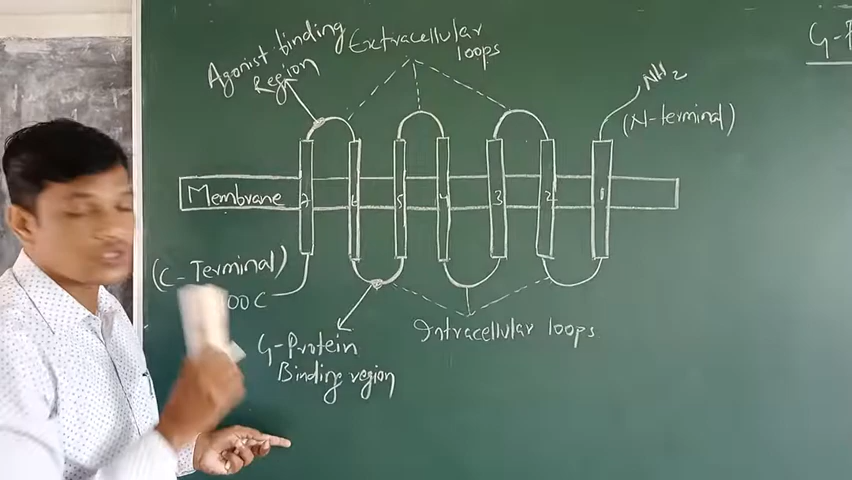 Agonist binding
Region
Extracellular
loops
NH2
(N-terminal)
Membrane
7 6 5 4 3 2 1
(C-Terminal)
OOC
G-Protein
Binding region
Intracellular loops